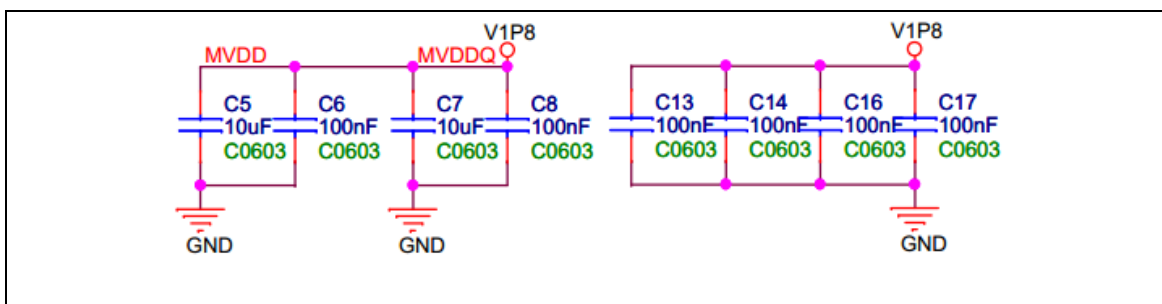 V1P8 V1P8
MVDD MVDDQ
C5 C6 C7 C8 C13 C14 C16 C17
10uF 100nF 10uF 100nF 100nF 100nF 100nF 100nF
C0603 C0603 C0603 C0603 C0603 C0603 C0603 C0603
GND GND GND